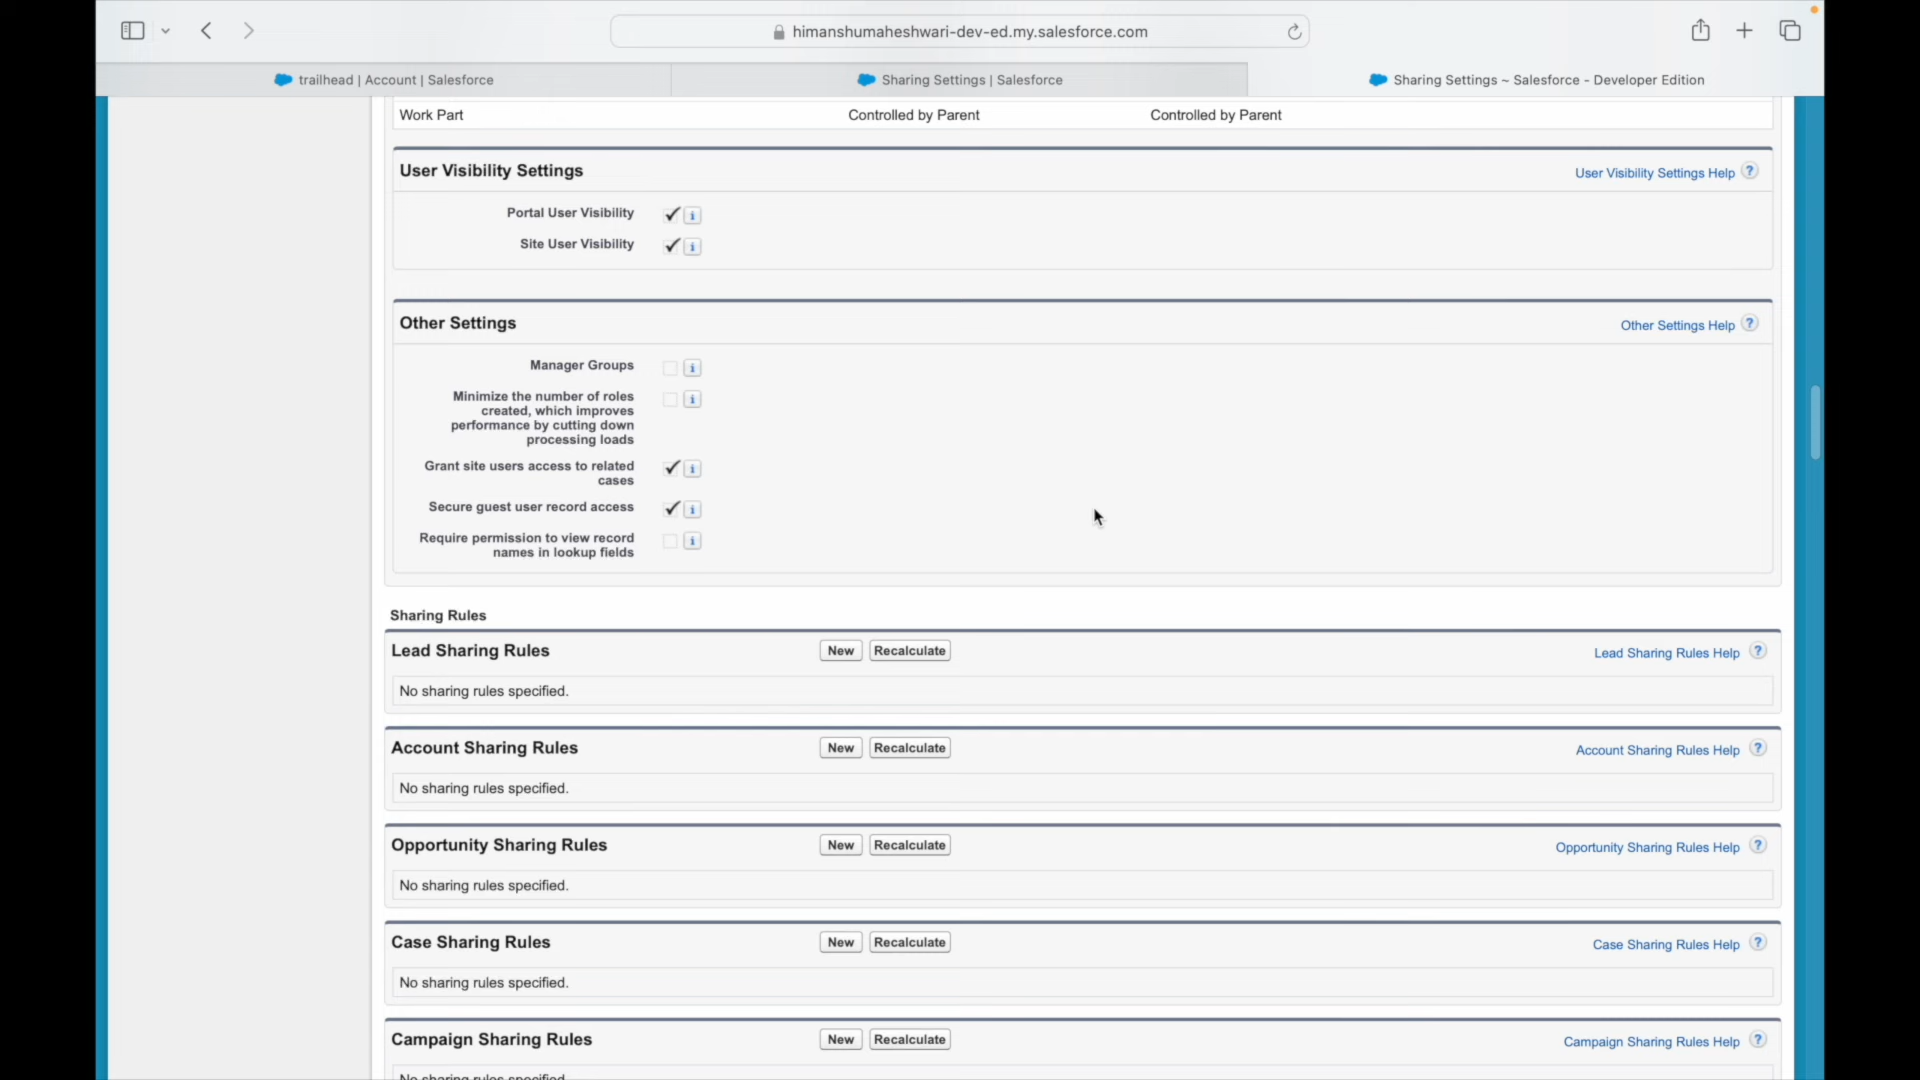 himanshumaheshwari-dev-ed.my.salesforce.com
trailhead | Account | Salesforce
Sharing Settings | Salesforce
Sharing Settings ~ Salesforce - Developer Edition
Work Part Controlled by Parent Controlled by Parent
User Visibility Settings User Visibility Settings Help ?
Portal User Visibility i
Site User Visibility i
Other Settings Other Settings Help ?
Manager Groups i
Minimize the number of roles i
created, which improves
performance by cutting down
processing loads
Grant site users access to related i
cases
Secure guest user record access i
Require permission to view record i
names in lookup fields
Sharing Rules
Lead Sharing Rules New Recalculate Lead Sharing Rules Help ?
No sharing rules specified.
Account Sharing Rules New Recalculate Account Sharing Rules Help ?
No sharing rules specified.
Opportunity Sharing Rules New Recalculate Opportunity Sharing Rules Help ?
No sharing rules specified.
Case Sharing Rules New Recalculate Case Sharing Rules Help ?
No sharing rules specified.
Campaign Sharing Rules New Recalculate Campaign Sharing Rules Help ?
No sharing rules specified.